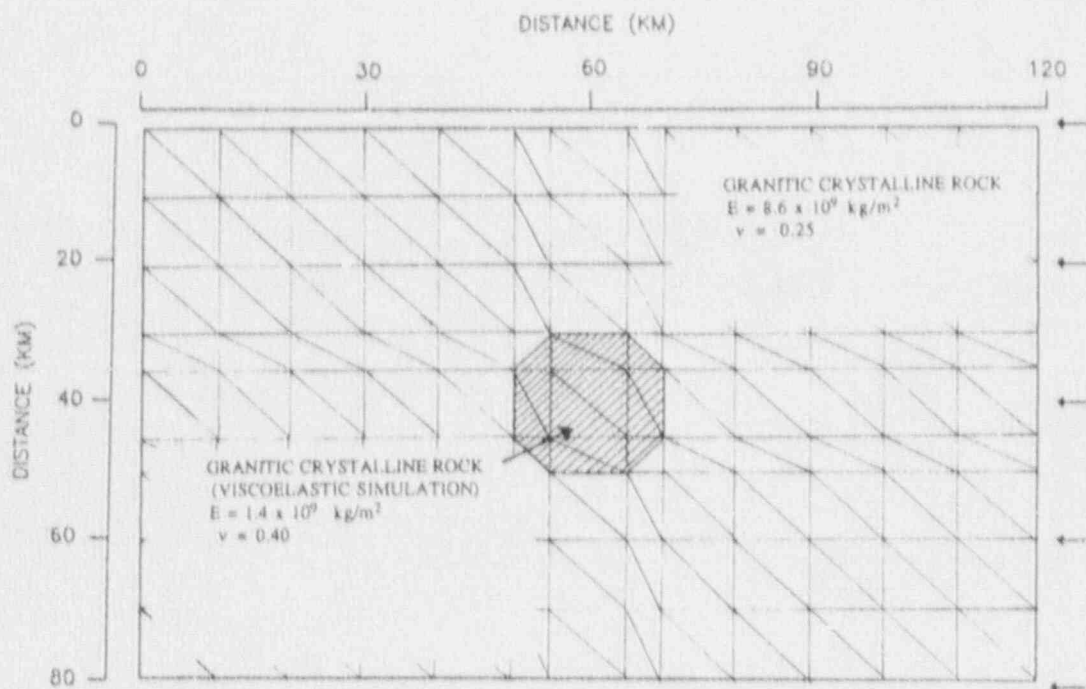 DISTANCE (KM)
0 30 60 90 120
0
20
40
60
80
DISTANCE (KM)
GRANITIC CRYSTALLINE ROCK
E = 8.6 x 10⁹ kg/m²
ν = 0.25
GRANITIC CRYSTALLINE ROCK
(VISCOELASTIC SIMULATION)
E = 1.4 x 10⁹ kg/m²
ν = 0.40